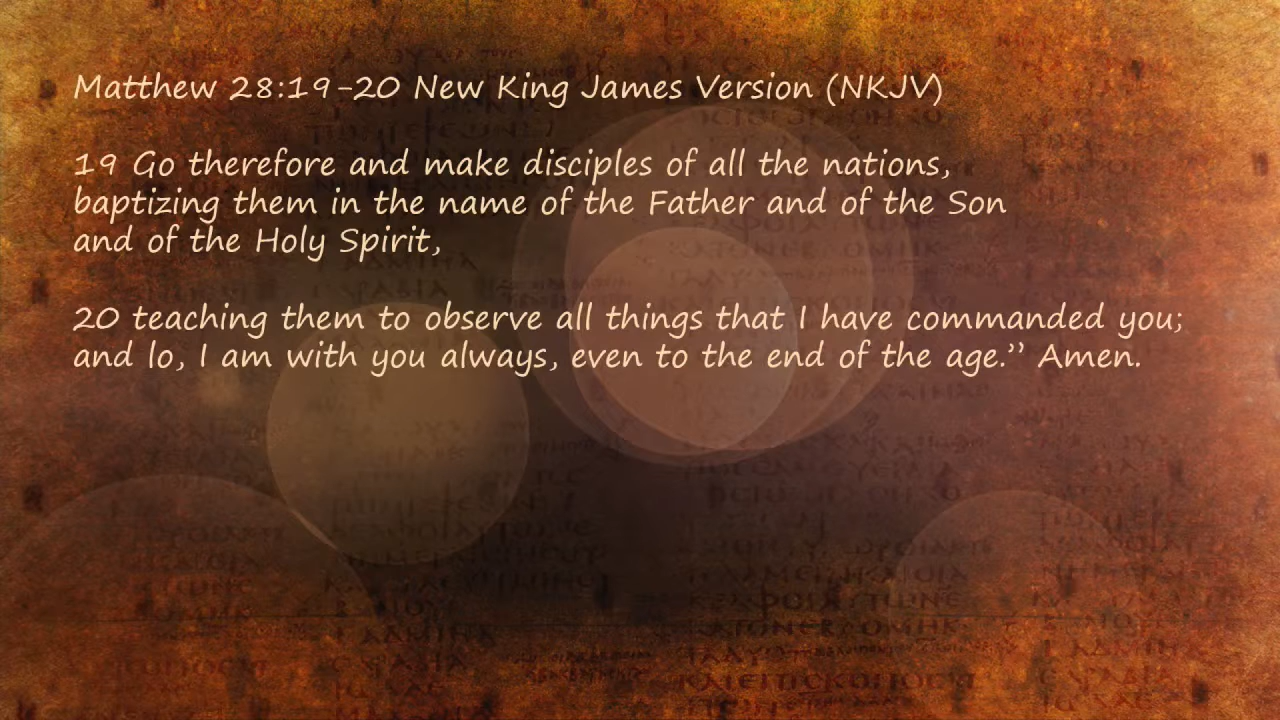 Matthew 28:19-20 New King James Version (NKJV)
19 Go therefore and make disciples of all the nations,
baptizing them in the name of the Father and of the Son
and of the Holy Spirit,
20 teaching them to observe all things that I have commanded you;
and lo, I am with you always, even to the end of the age.” Amen.